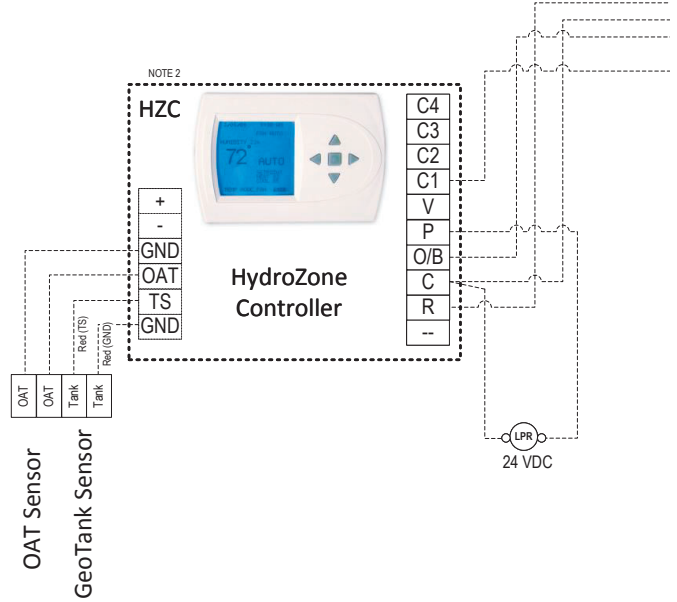 NOTE 2
HZC
72
AUTO
+
-
GND
OAT
TS
GND
C4
C3
C2
C1
V
P
O/B
C
R
--
HydroZone
Controller
Red (TS)
Red (GND)
OAT
OAT
Tank
Tank
OAT Sensor
GeoTank Sensor
LPR
24 VDC